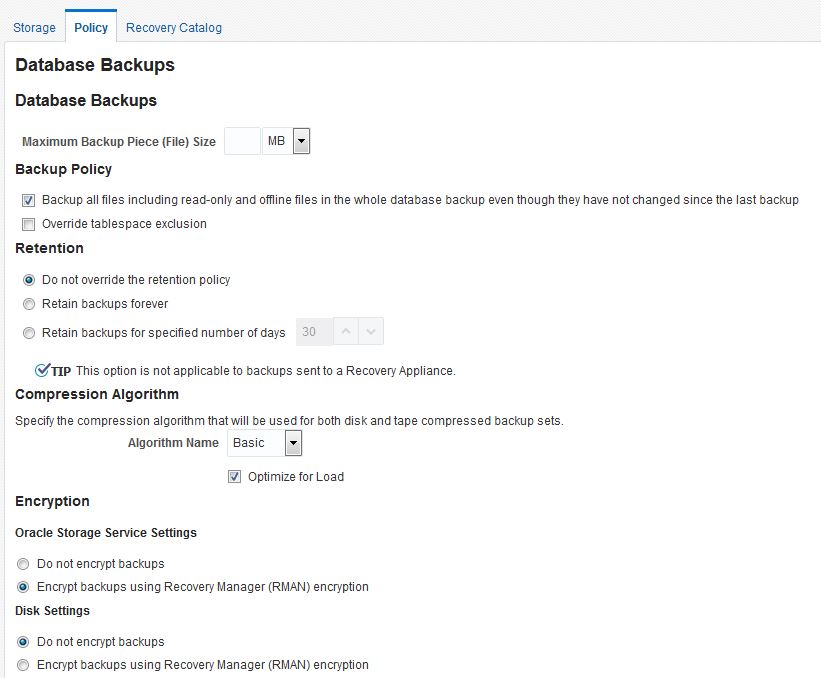 Storage Policy Recovery Catalog
Database Backups
Database Backups
Maximum Backup Piece (File) Size MB
Backup Policy
Backup all files including read-only and offline files in the whole database backup even though they have not changed since the last backup
Override tablespace exclusion
Retention
Do not override the retention policy
Retain backups forever
Retain backups for specified number of days 30
TIP This option is not applicable to backups sent to a Recovery Appliance.
Compression Algorithm
Specify the compression algorithm that will be used for both disk and tape compressed backup sets.
Algorithm Name Basic
Optimize for Load
Encryption
Oracle Storage Service Settings
Do not encrypt backups
Encrypt backups using Recovery Manager (RMAN) encryption
Disk Settings
Do not encrypt backups
Encrypt backups using Recovery Manager (RMAN) encryption